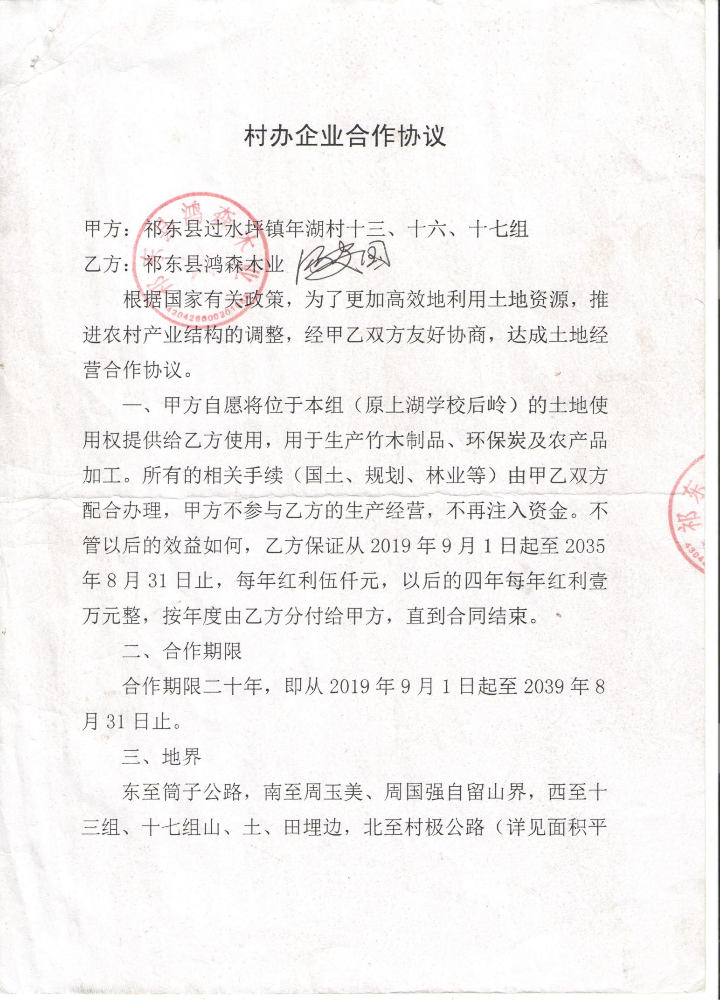 村办企业合作协议
甲方：祁东县过水坪镇年湖村十三、十六、十七组
乙方：祁东县鸿森木业
祁东县鸿森木业
根据国家有关政策，为了更加高效地利用土地资源，推
进农村产业结构的调整，经甲乙双方友好协商，达成土地经
营合作协议。
一、甲方自愿将位于本组（原上湖学校后岭）的土地使
用权提供给乙方使用，用于生产竹木制品、环保炭及农产品
加工。所有的相关手续（国土、规划、林业等）由甲乙双方
配合办理，甲方不参与乙方的生产经营，不再注入资金。不
管以后的效益如何，乙方保证从 2019 年 9 月 1 日起至 2035
年 8 月 31 日止，每年红利伍仟元，以后的四年每年红利壹
万元整，按年度由乙方分付给甲方，直到合同结束。
二、合作期限
合作期限二十年，即从 2019 年 9 月 1 日起至 2039 年 8
月 31 日止。
三、地界
东至筒子公路，南至周玉美、周国强自留山界，西至十
三组、十七组山、土、田埋边，北至村极公路（详见面积平
祁东
4304